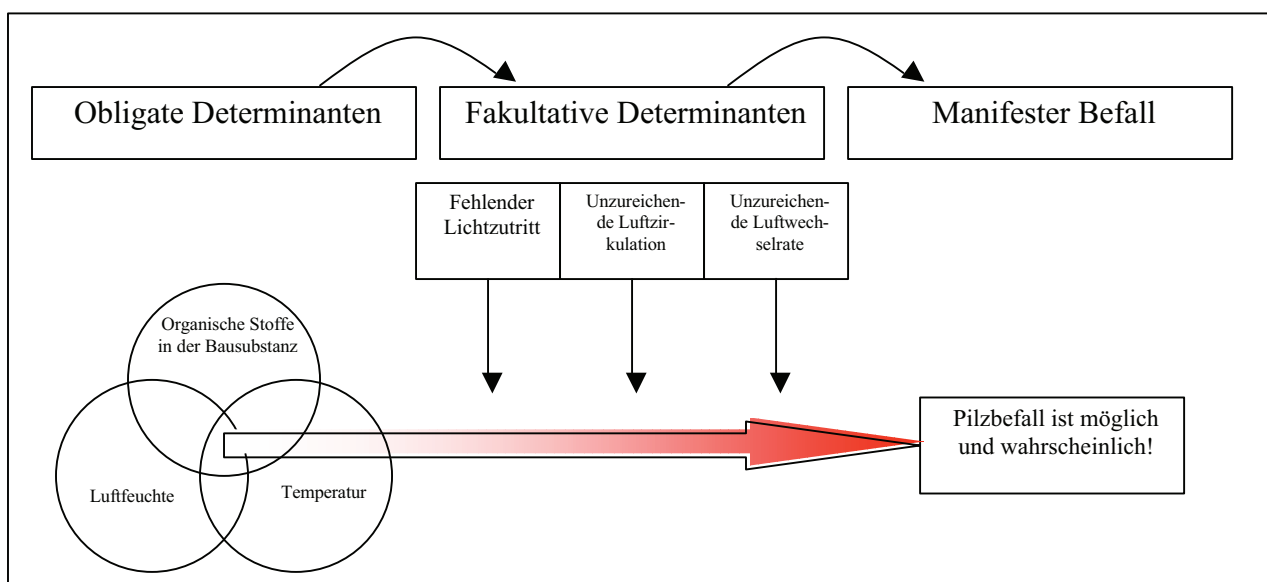 Obligate Determinanten
Fakultative Determinanten
Manifester Befall
Fehlender
Lichtzutritt
Unzureichen-
de Luftzir-
kulation
Unzureichen-
de Luftwech-
selrate
Organische Stoffe
in der Bausubstanz
Luftfeuchte
Temperatur
Pilzbefall ist möglich
und wahrscheinlich!